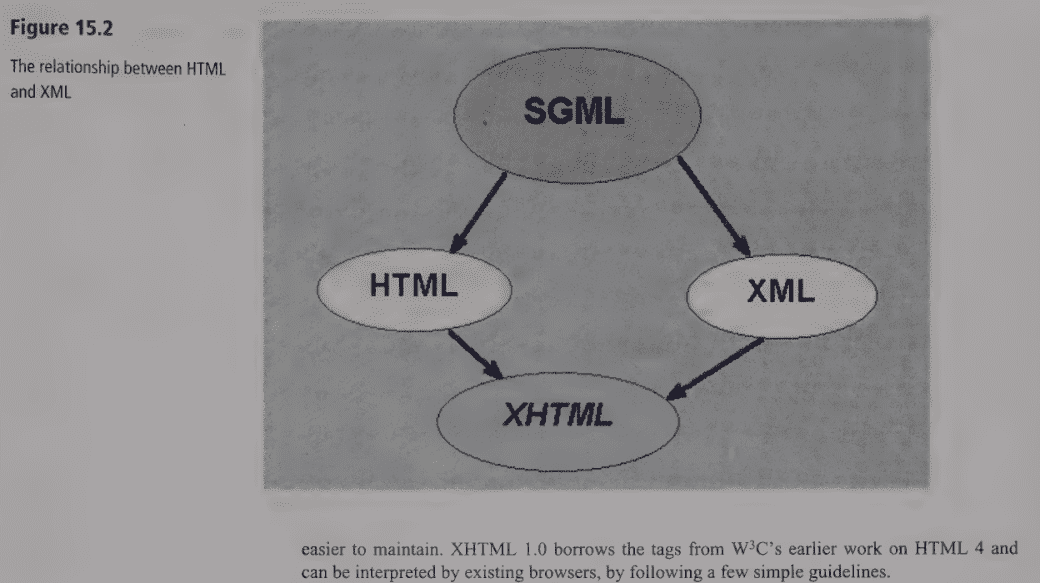 Figure 15.2
The relationship between HTML
and XML
SGML
HTML
XML
XHTML
easier to maintain. XHTML 1.0 borrows the tags from W³C's earlier work on HTML 4 and
can be interpreted by existing browsers, by following a few simple guidelines.